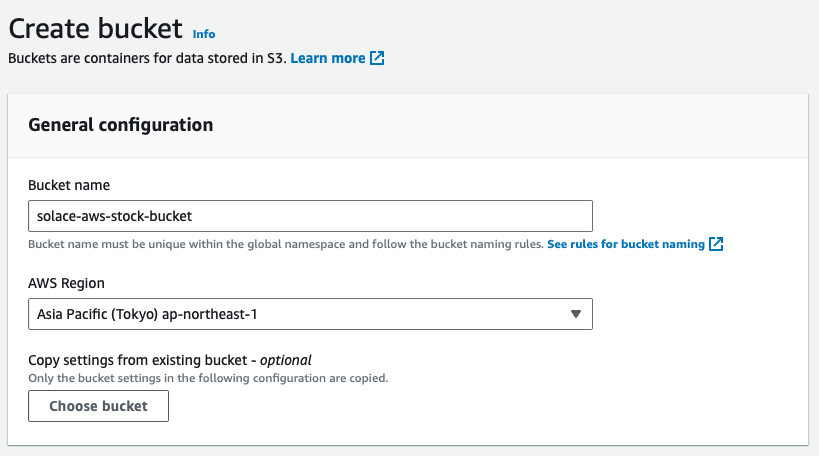 Create bucket Info
Buckets are containers for data stored in S3. Learn more
General configuration
Bucket name
solace-aws-stock-bucket
Bucket name must be unique within the global namespace and follow the bucket naming rules. See rules for bucket naming
AWS Region
Asia Pacific (Tokyo) ap-northeast-1
Copy settings from existing bucket - optional
Only the bucket settings in the following configuration are copied.
Choose bucket